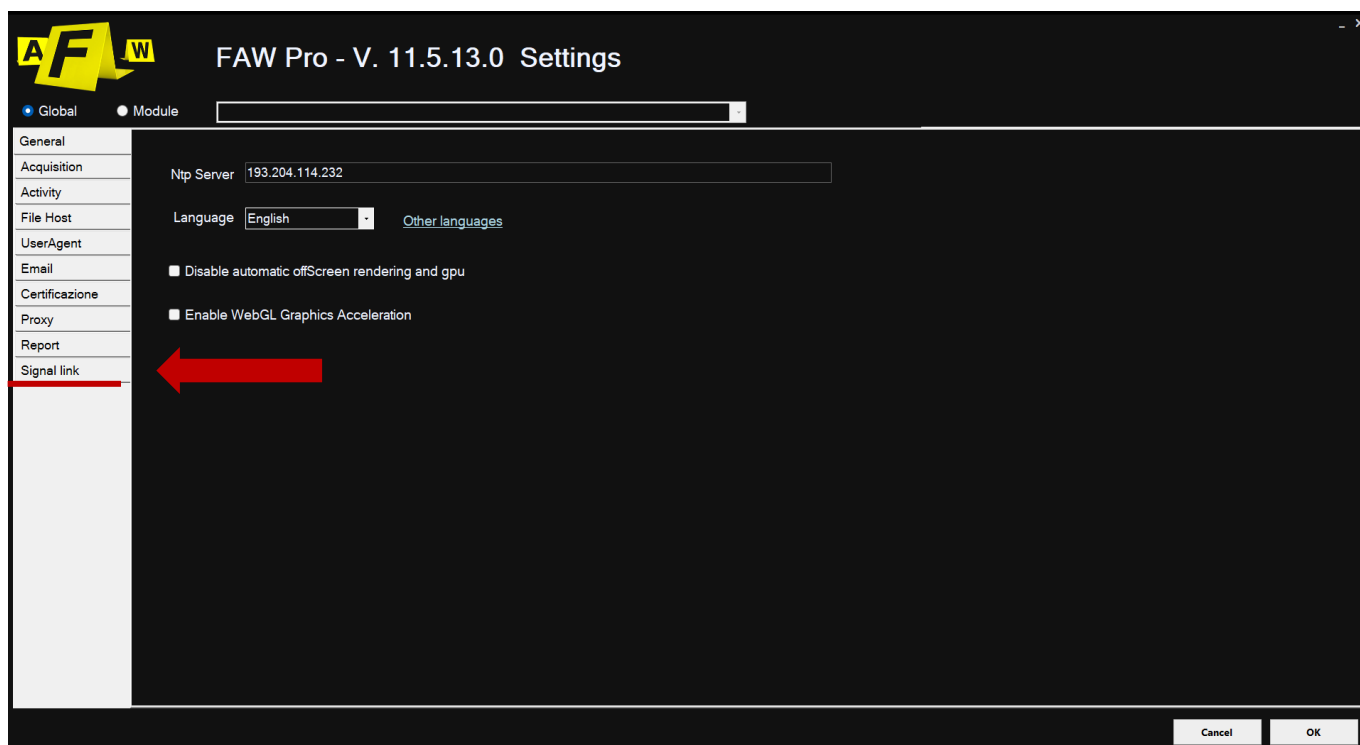 A F W
FAW Pro - V. 11.5.13.0 Settings
Global Module
General
Acquisition
Activity
File Host
UserAgent
Email
Certificazione
Proxy
Report
Signal link
Ntp Server 193.204.114.232
Language English Other languages
Disable automatic offScreen rendering and gpu
Enable WebGL Graphics Acceleration
Cancel OK